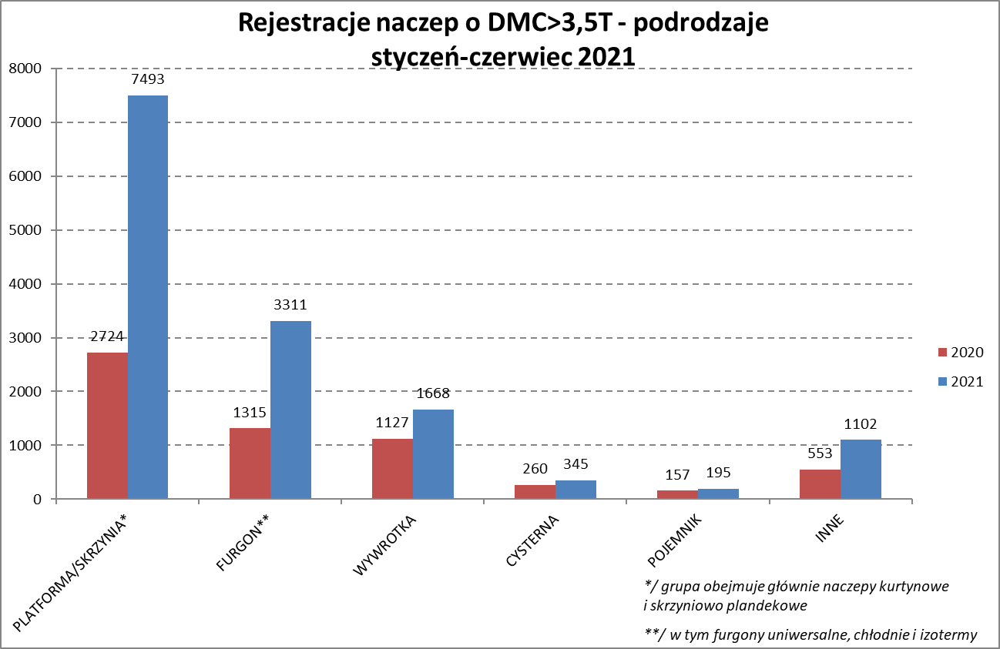 Rejestracje naczep o DMC>3,5T - podrodzaje
styczeń-czerwiec 2021
8000
7000
6000
5000
4000
3000
2000
1000
0
7493
2724
3311
1315
1668
1127
260
345
157
195
553
1102
2020
2021
PLATFORMA/SKRZYNIA*
FURGON**
WYWROTKA
CYSTERNA
POJEMNIK
INNE
*/ grupa obejmuje głównie naczepy kurtynowe
i skrzyniowo plandekowe
**/ w tym furgony uniwersalne, chłodnie i izotermy